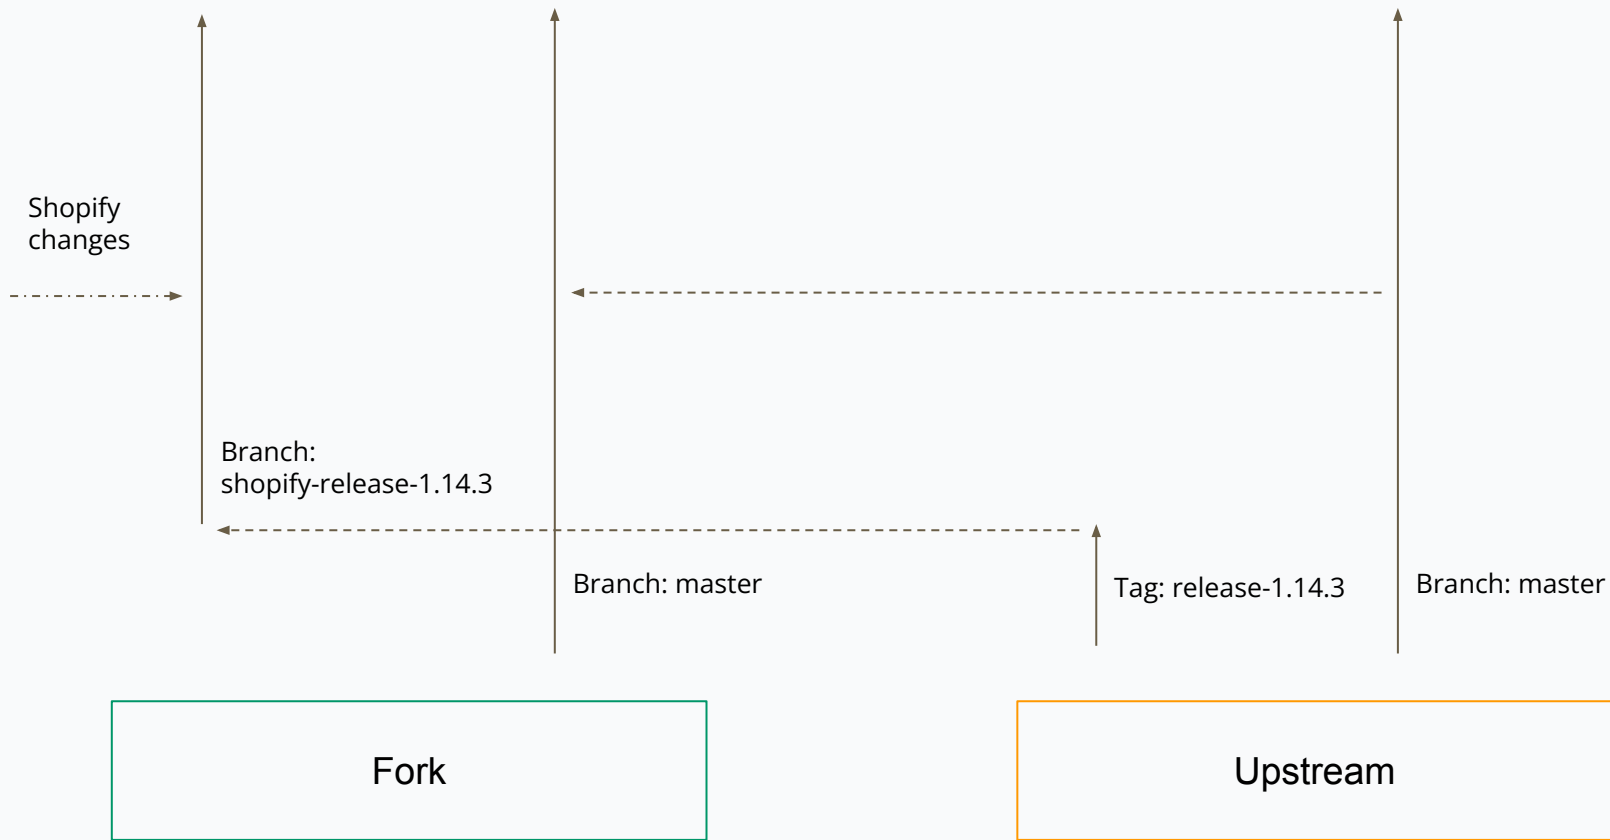 Shopify
changes
Branch:
shopify-release-1.14.3
Branch: master
Tag: release-1.14.3
Branch: master
Fork
Upstream